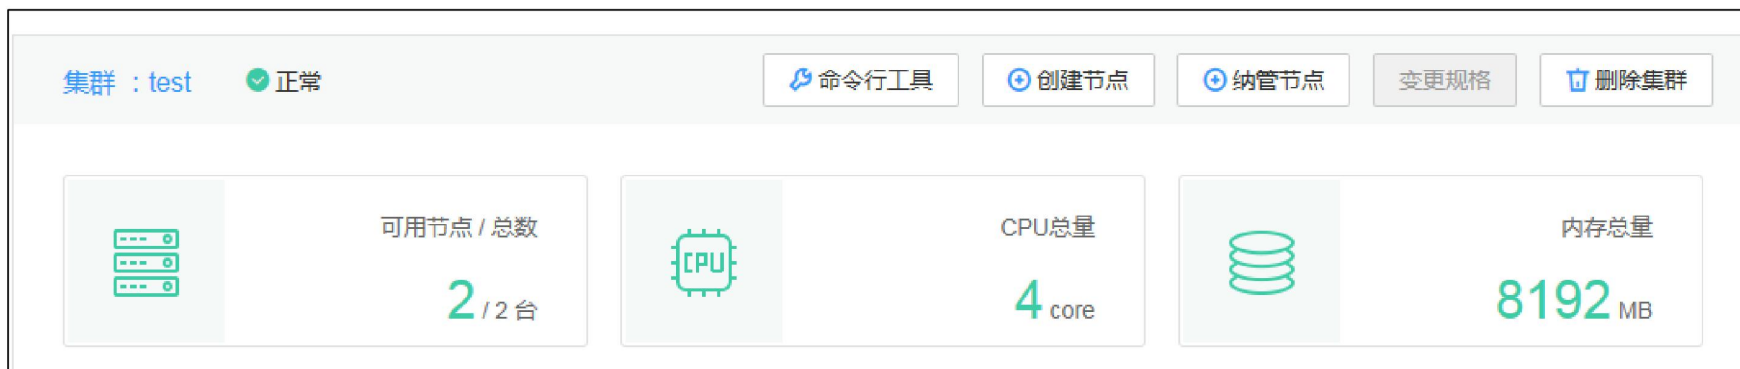 集群 ：test 正常 命令行工具 创建节点 纳管节点 变更规格 删除集群
可用节点 / 总数
2 / 2 台
CPU
CPU总量
4 core
内存总量
8192 MB